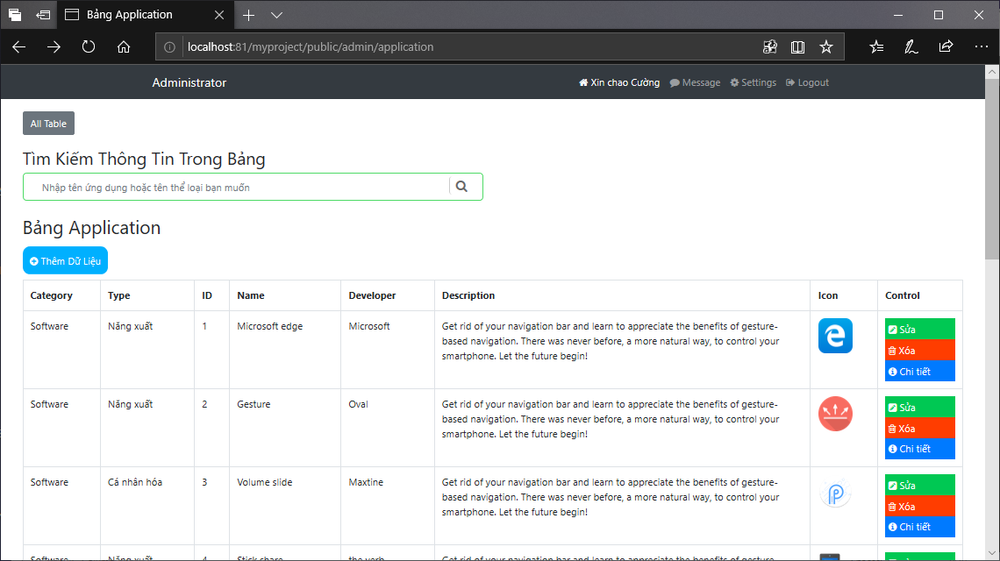 Bảng Application
localhost:81/myproject/public/admin/application
Administrator
Xin chao Cường
Message
Settings
Logout
All Table
Tìm Kiếm Thông Tin Trong Bảng
Nhập tên ứng dụng hoặc tên thể loại bạn muốn
Bảng Application
Thêm Dữ Liệu
Category Type ID Name Developer Description Icon Control
Software Năng xuất 1 Microsoft edge Microsoft Get rid of your navigation bar and learn to appreciate the benefits of gesture-
based navigation. There was never before, a more natural way, to control your
smartphone. Let the future begin!
Sửa
Xóa
Chi tiết
Software Năng xuất 2 Gesture Oval Get rid of your navigation bar and learn to appreciate the benefits of gesture-
based navigation. There was never before, a more natural way, to control your
smartphone. Let the future begin!
Sửa
Xóa
Chi tiết
Software Cá nhân hóa 3 Volume slide Maxtine Get rid of your navigation bar and learn to appreciate the benefits of gesture-
based navigation. There was never before, a more natural way, to control your
smartphone. Let the future begin!
Sửa
Xóa
Chi tiết
Software Năng xuất 4 Stick share the verb Get rid of your navigation bar and learn to appreciate the benefits of gesture-